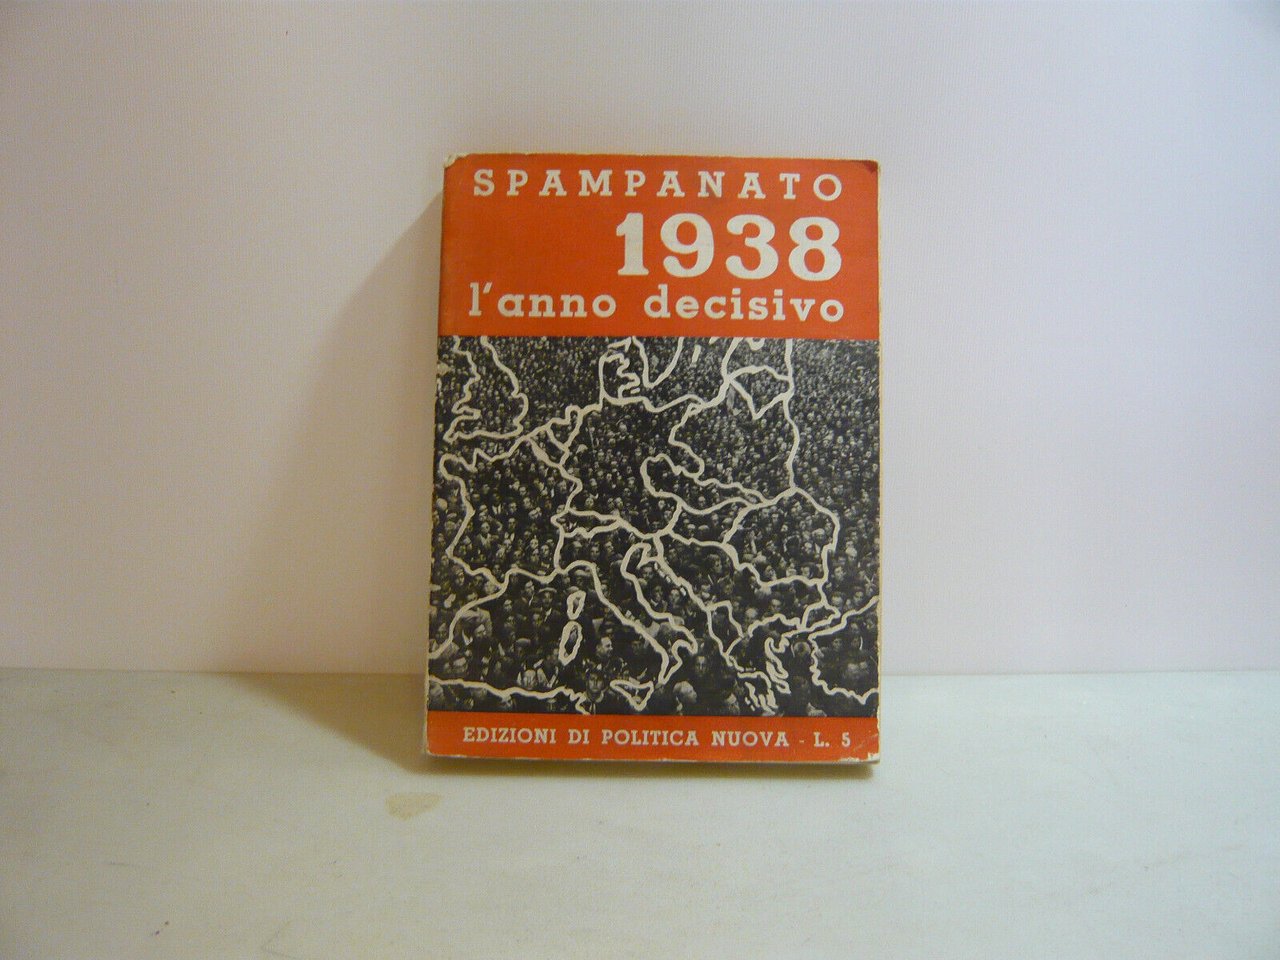 SPAMPANATO
1938
l'anno decisivo
EDIZIONI DI POLITICA NUOVA - L. 5